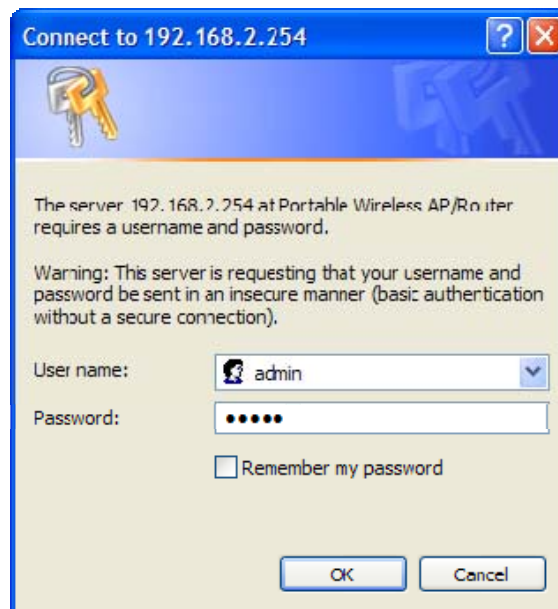 Connect to 192.168.2.254
The server 192.168.2.254 at Portable Wireless AP/Router
requires a username and password.
Warning: This server is requesting that your username and
password be sent in an insecure manner (basic authentication
without a secure connection).
User name:
admin
Password:
•••••
Remember my password
OK
Cancel